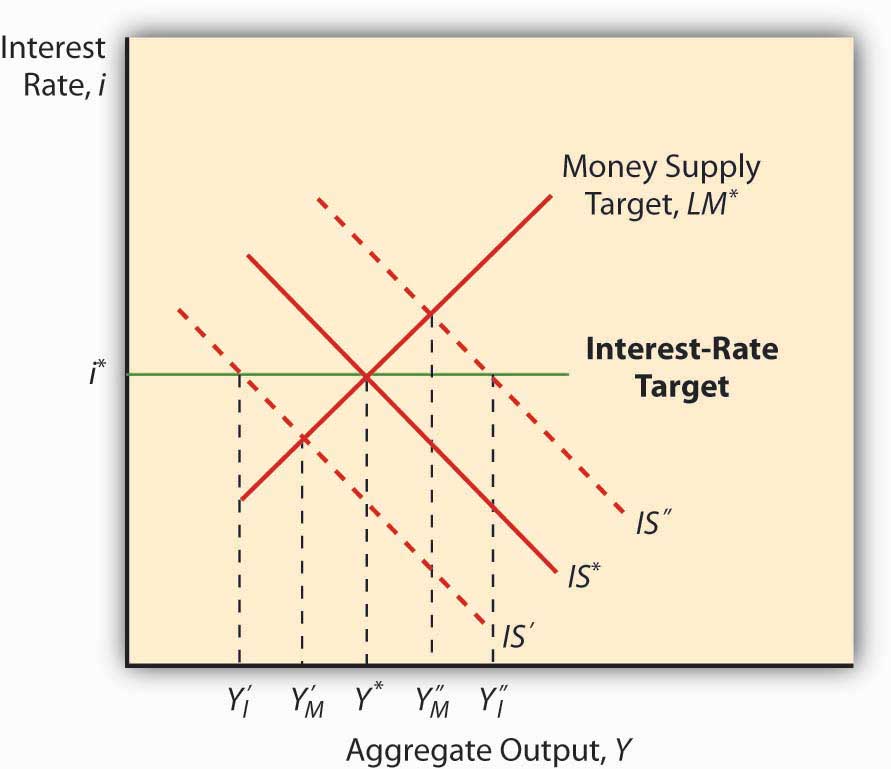 Interest
Rate, i
Money Supply
Target, LM*
Interest-Rate
Target
i*
IS″
IS*
IS′
Y′I Y′M Y* Y″M Y″I
Aggregate Output, Y